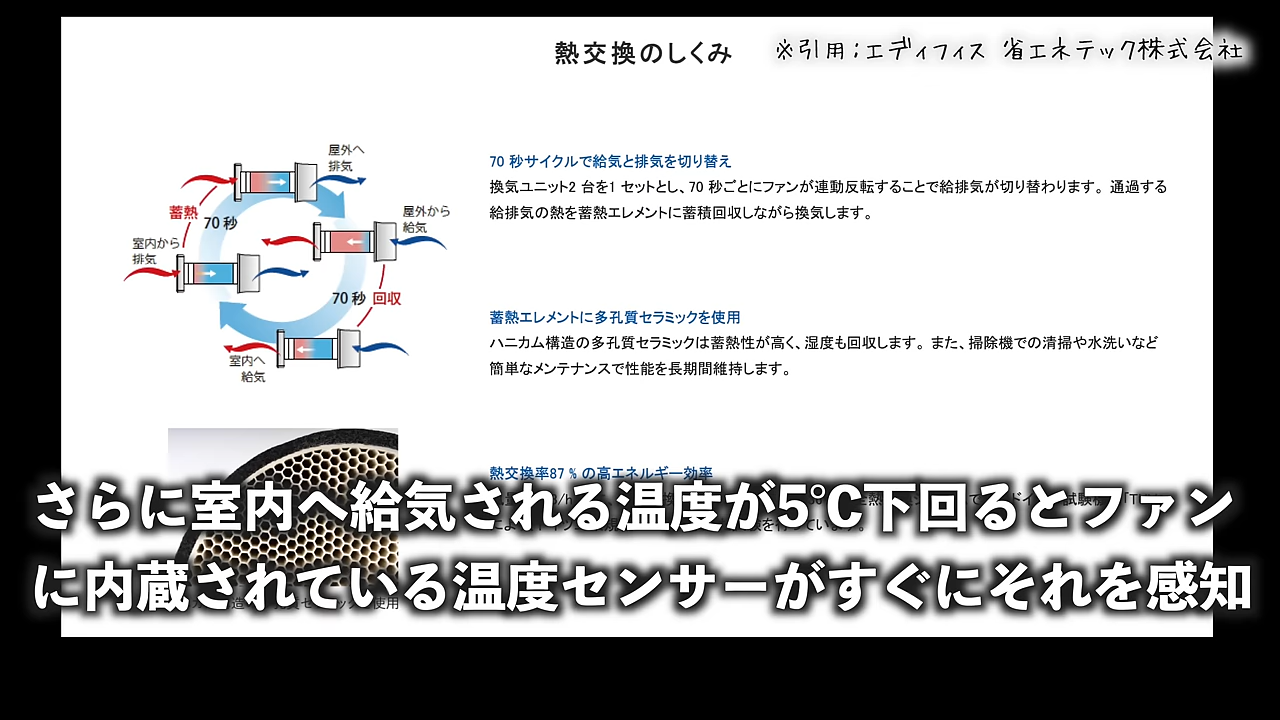 熱交換のしくみ
※引用；エディフィス 省エネテック株式会社
屋外へ
排気
蓄熱
70 秒
屋外から
給気
室内から
排気
70 秒 回収
室内へ
給気
70 秒サイクルで給気と排気を切り替え
換気ユニット2 台を1 セットとし、70 秒ごとにファンが連動反転することで給排気が切り替わります。通過する
給排気の熱を蓄熱エレメントに蓄積回収しながら換気します。
蓄熱エレメントに多孔質セラミックを使用
ハニカム構造の多孔質セラミックは蓄熱性が高く、湿度も回収します。また、掃除機での清掃や水洗いなど
簡単なメンテナンスで性能を長期間維持します。
熱交換率87 % の高エネルギー効率
さらに室内へ給気される温度が5℃下回るとファン
に内蔵されている温度センサーがすぐにそれを感知
使用